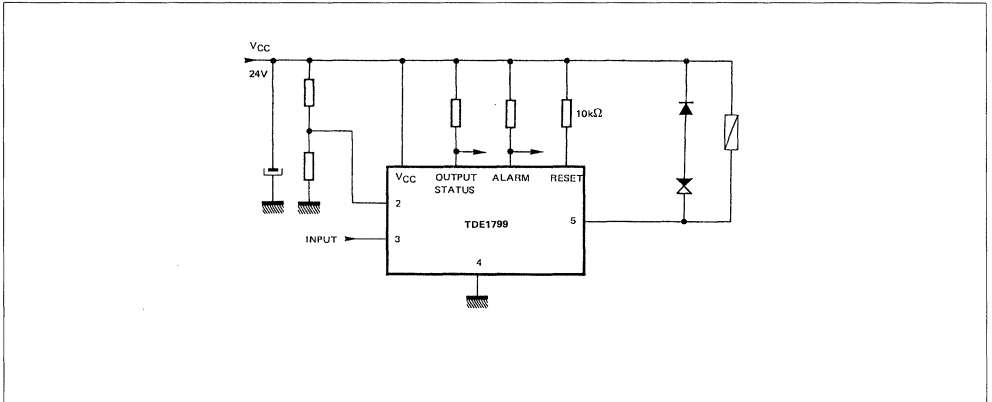 VCC
24V
10kΩ
VCC
OUTPUT
STATUS
ALARM
RESET
2
TDE1799
5
INPUT
3
4